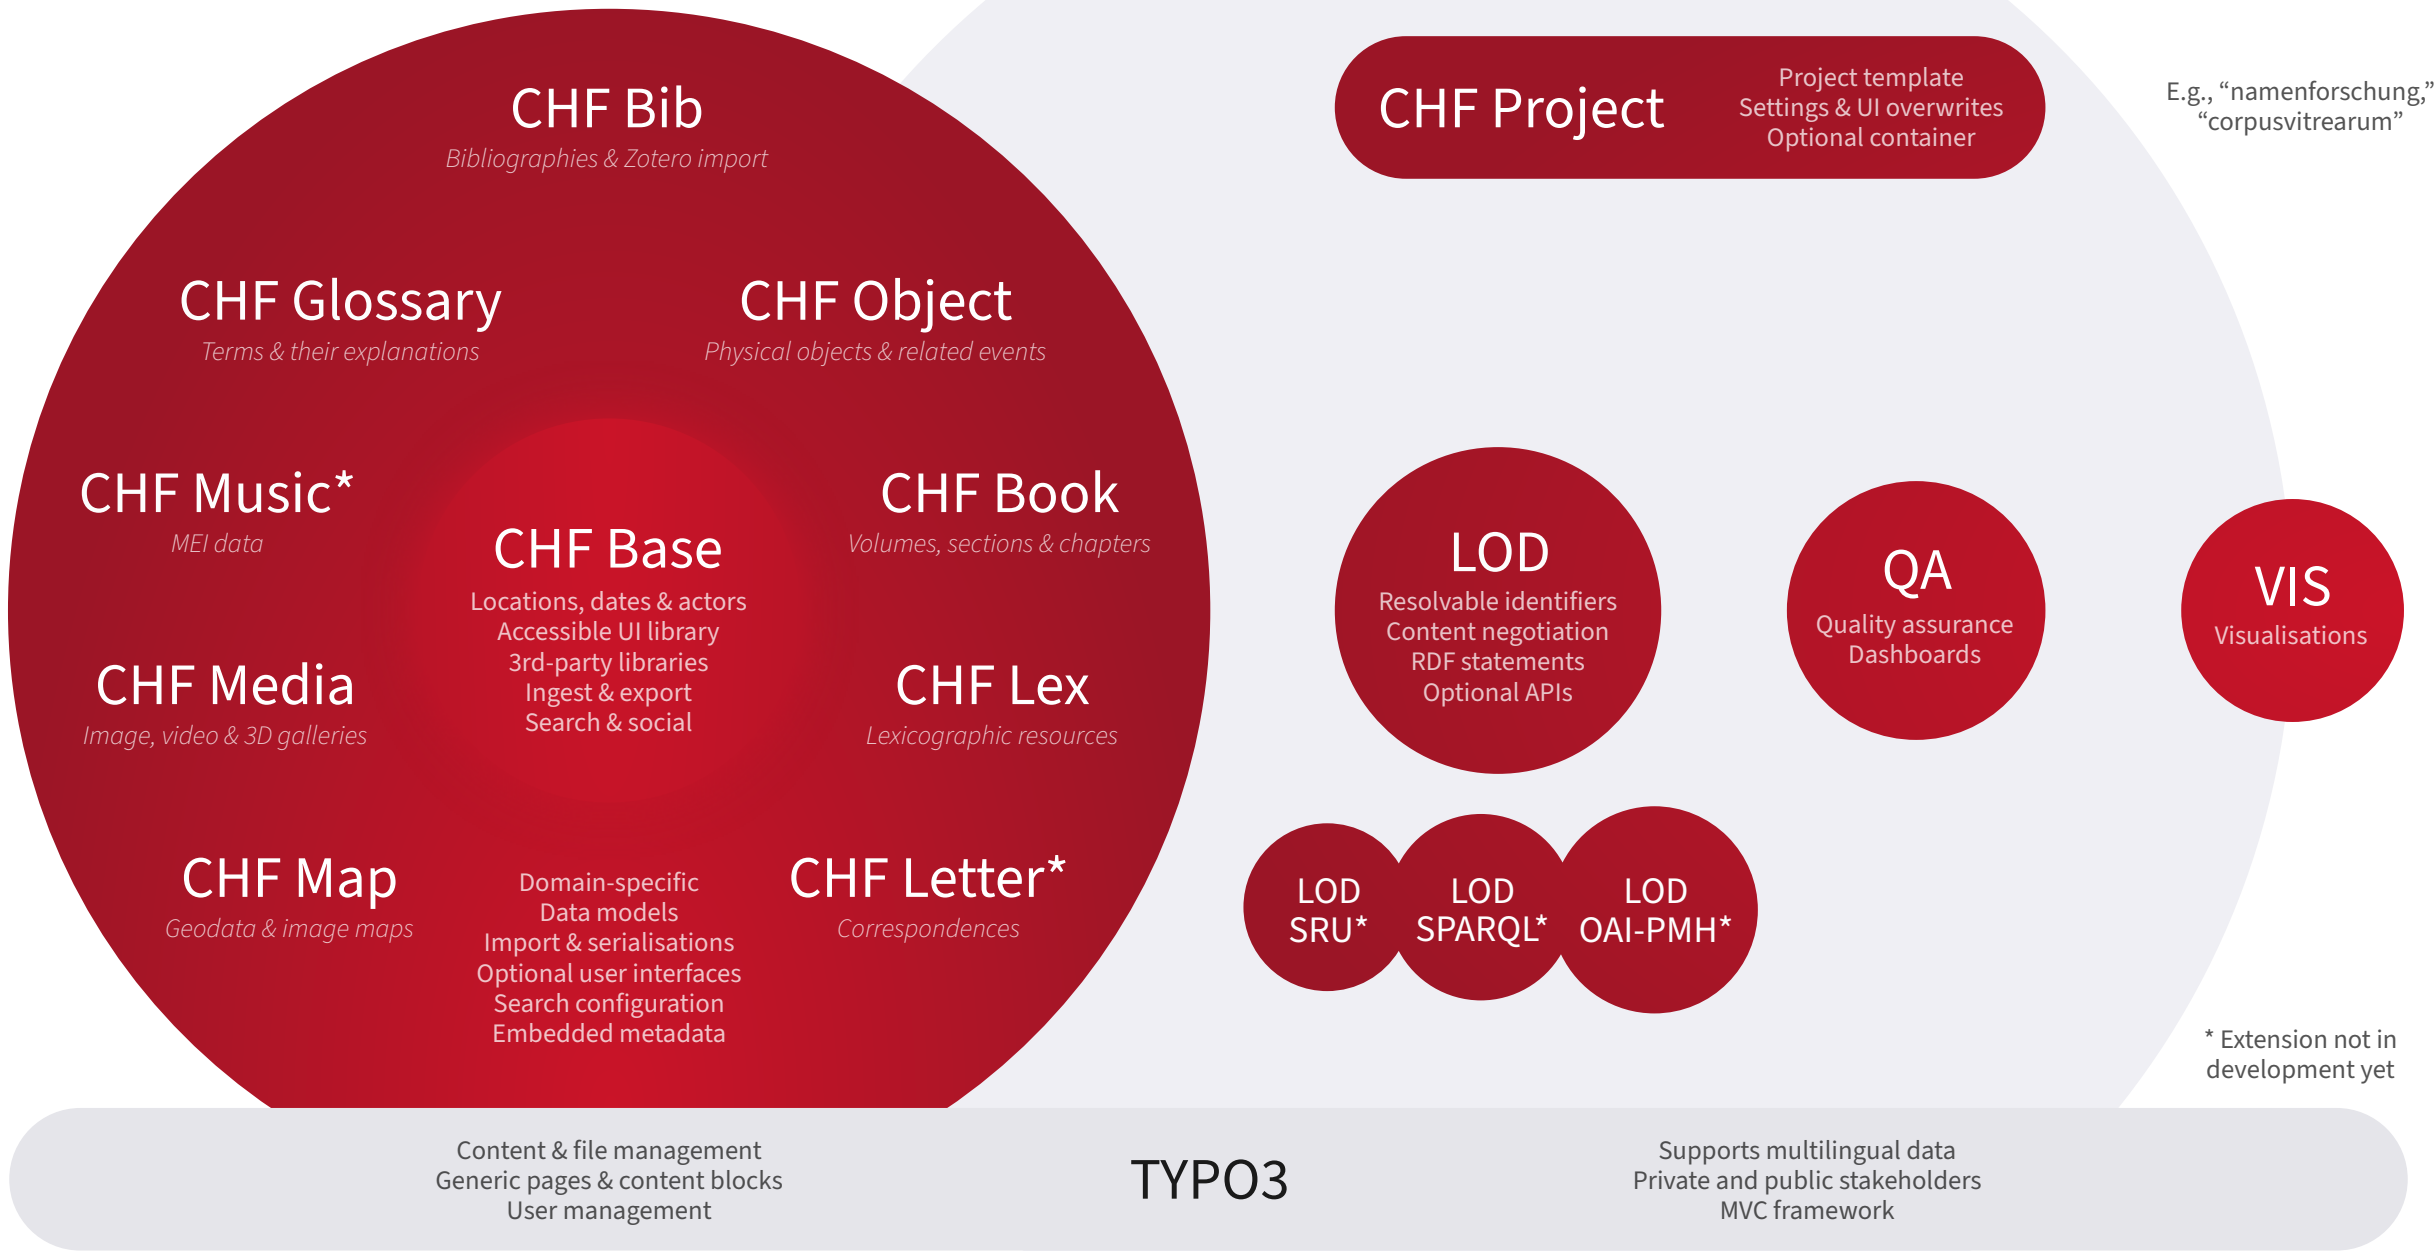 CHF Bib
Bibliographies & Zotero import
CHF Glossary
Terms & their explanations
CHF Object
Physical objects & related events
CHF Music*
MEI data
CHF Book
Volumes, sections & chapters
CHF Base
Locations, dates & actors
Accessible UI library
3rd-party libraries
Ingest & export
Search & social
CHF Media
Image, video & 3D galleries
CHF Lex
Lexicographic resources
CHF Map
Geodata & image maps
Domain-specific
Data models
Import & serialisations
Optional user interfaces
Search configuration
Embedded metadata
CHF Letter*
Correspondences
CHF Project
Project template
Settings & UI overwrites
Optional container
E.g., “namenforschung,”
“corpusvitrearum”
LOD
Resolvable identifiers
Content negotiation
RDF statements
Optional APIs
QA
Quality assurance
Dashboards
VIS
Visualisations
LOD
SRU*
LOD
SPARQL*
LOD
OAI-PMH*
* Extension not in
development yet
Content & file management
Generic pages & content blocks
User management
TYPO3
Supports multilingual data
Private and public stakeholders
MVC framework